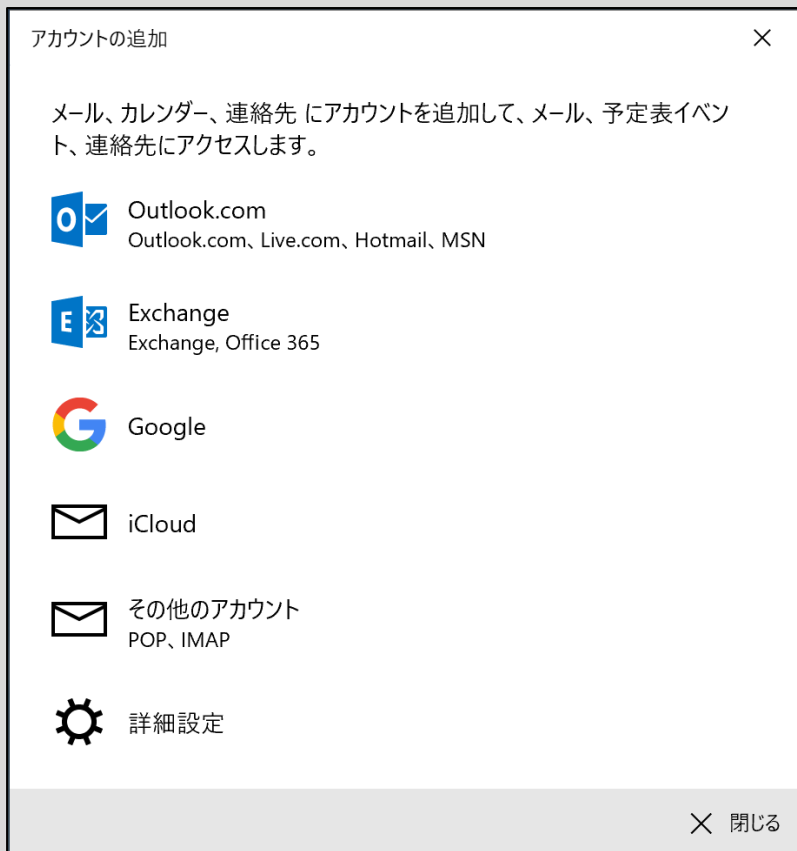 アカウントの追加
メール、カレンダー、連絡先 にアカウントを追加して、メール、予定表イベン
ト、連絡先にアクセスします。
Outlook.com
Outlook.com、Live.com、Hotmail、MSN
Exchange
Exchange, Office 365
Google
iCloud
その他のアカウント
POP、IMAP
詳細設定
閉じる